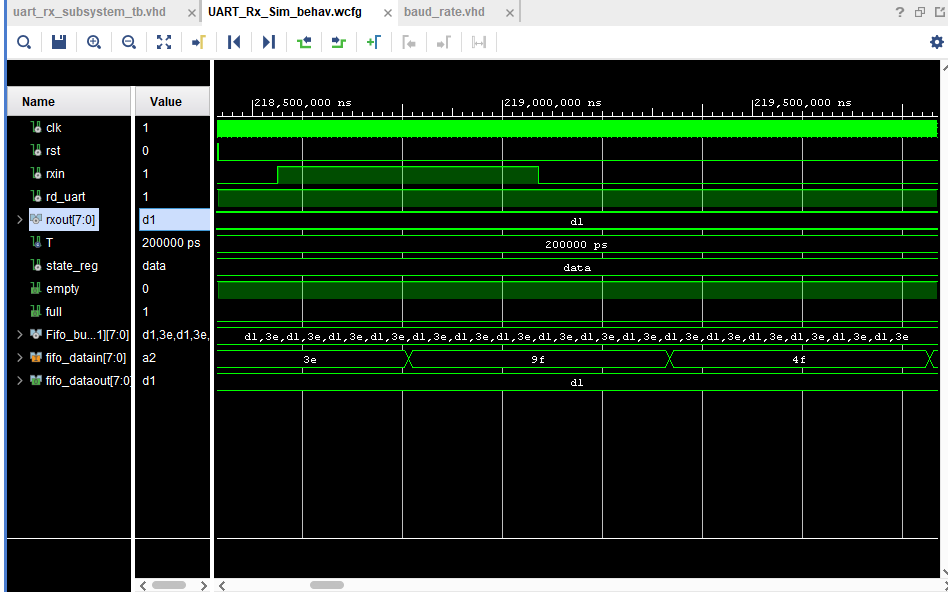 uart_rx_subsystem_tb.vhd × UART_Rx_Sim_behav.wcfg × baud_rate.vhd ×
Name Value
218,500,000 ns 219,000,000 ns 219,500,000 ns
clk 1
rst 0
rxin 1
rd_uart 1
rxout[7:0] d1 d1
T 200000 ps 200000 ps
state_reg data data
empty 0
full 1
Fifo_bu...1][7:0] d1,3e,d1,3e, d1,3e,d1,3e,d1,3e,d1,3e,d1,3e,d1,3e,d1,3e,d1,3e,d1,3e,d1,3e,d1,3e,d1,3e,d1,3e,d1,3e,d1,3e,d1,3e
fifo_datain[7:0] a2 3e 9f 4f
fifo_dataout[7:0 d1 d1